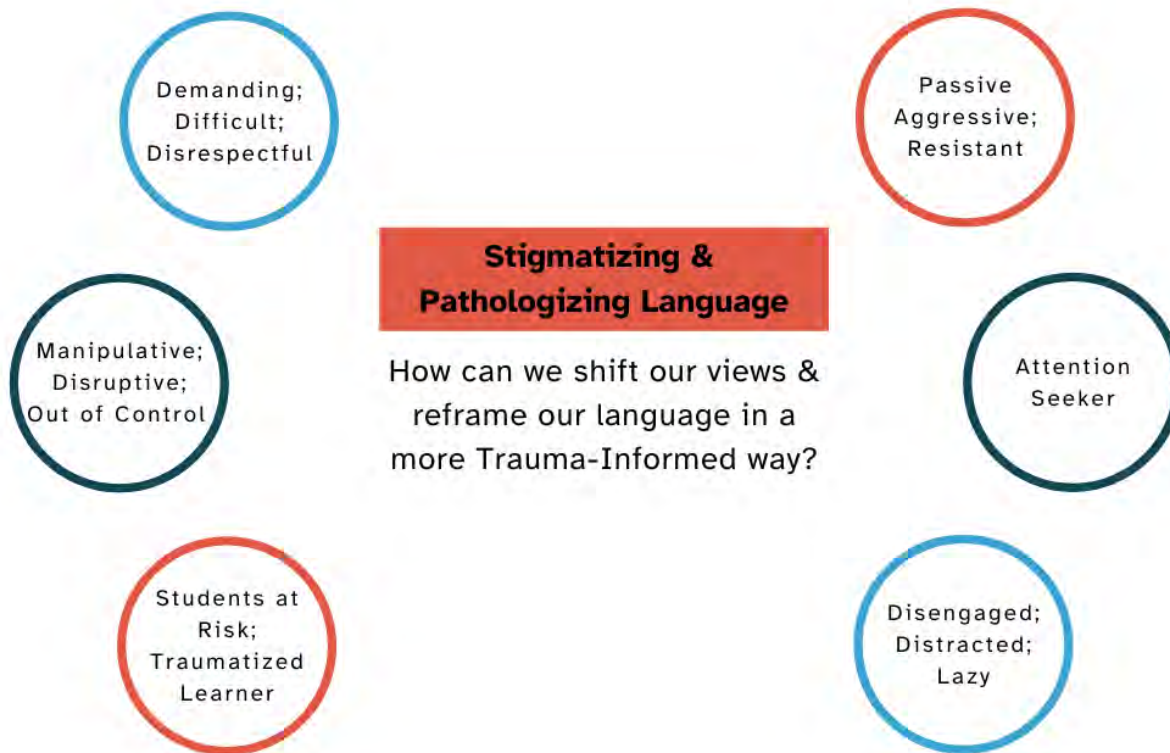 Demanding;
Difficult;
Disrespectful
Passive
Aggressive;
Resistant
Stigmatizing &
Pathologizing Language
How can we shift our views &
reframe our language in a
more Trauma-Informed way?
Manipulative;
Disruptive;
Out of Control
Attention
Seeker
Students at
Risk;
Traumatized
Learner
Disengaged;
Distracted;
Lazy